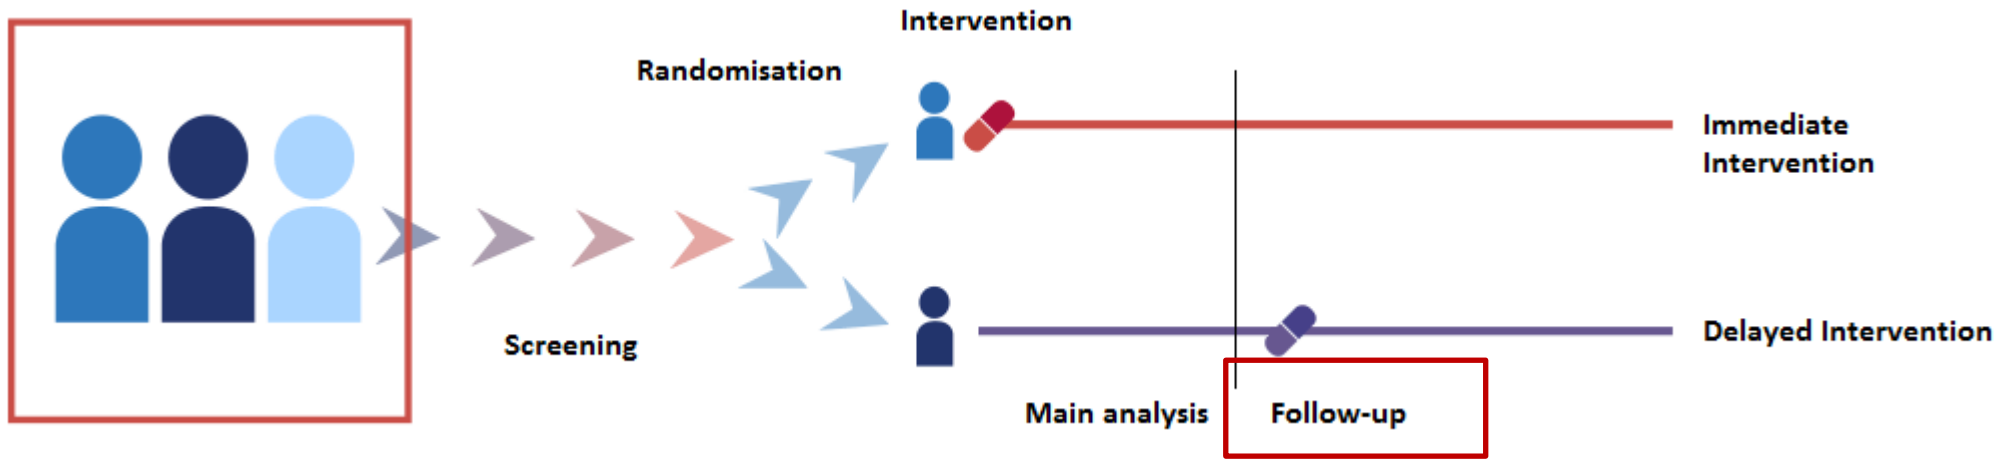 Intervention
Randomisation
Immediate
Intervention
Screening
Delayed Intervention
Main analysis
Follow-up